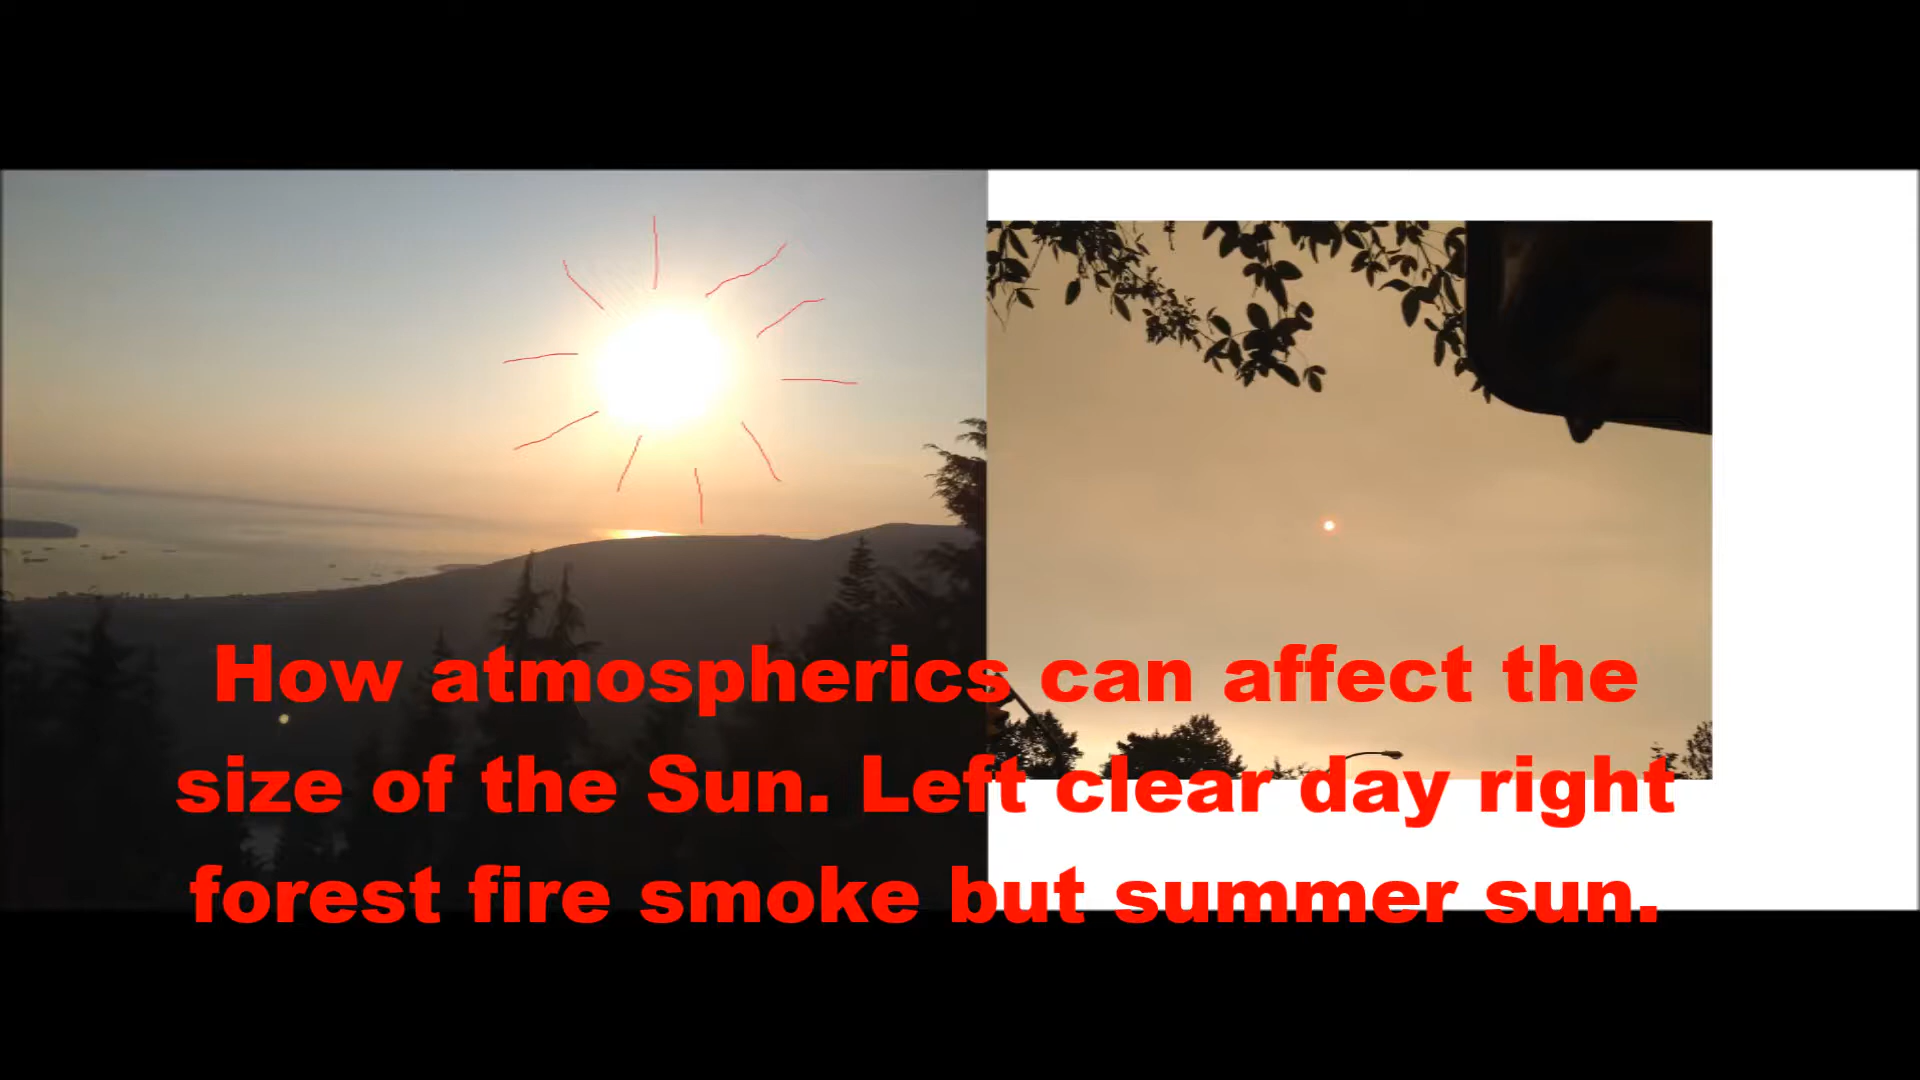 How atmospherics can affect the
size of the Sun. Left clear day right
forest fire smoke but summer sun.